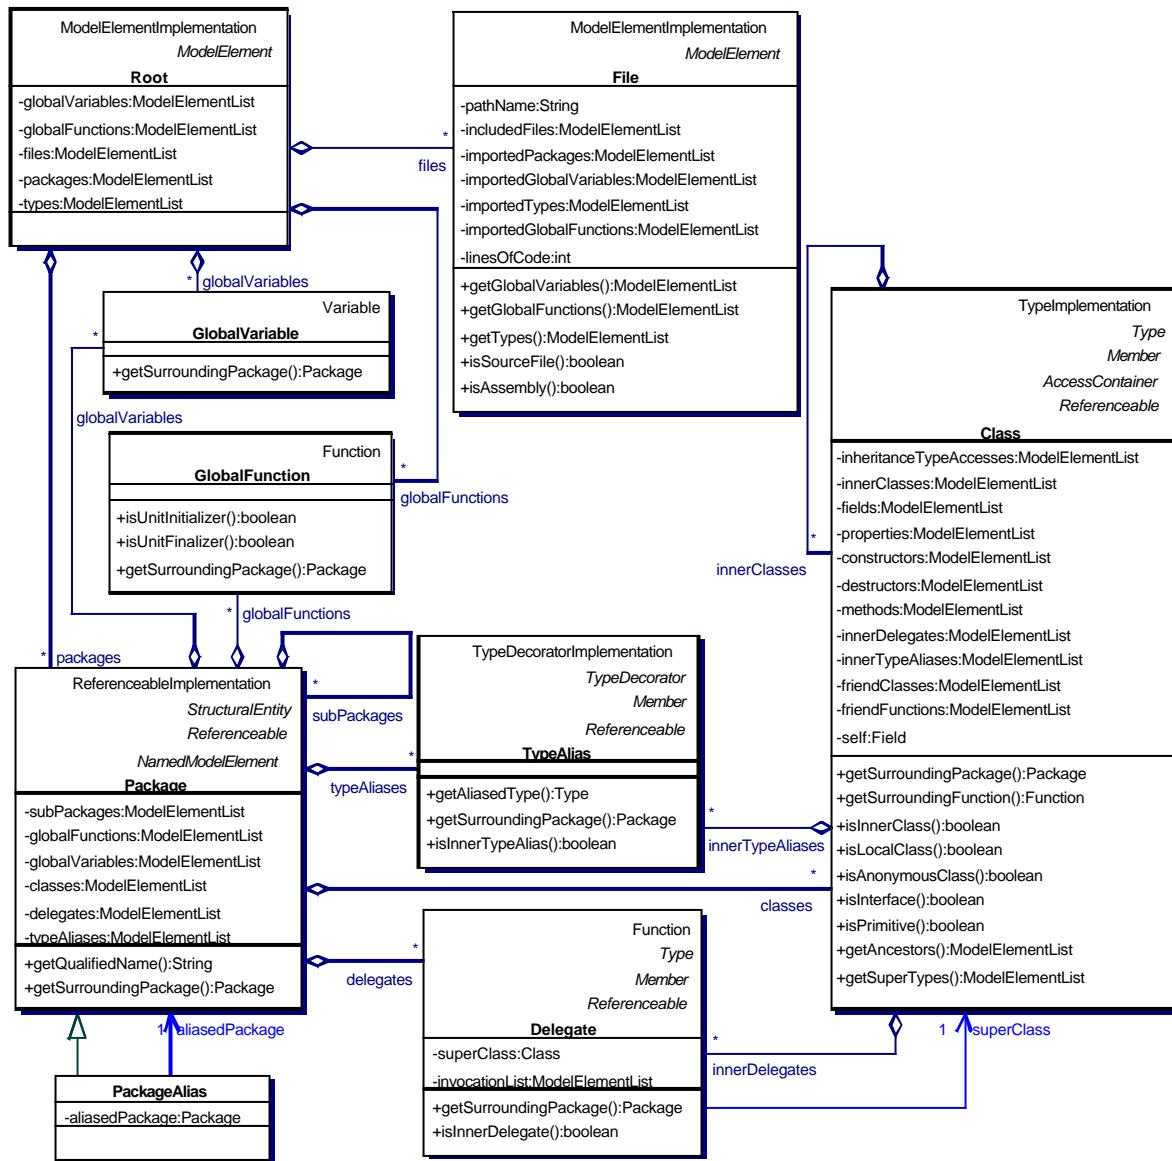 ModelElementImplementation
ModelElement
Root
-globalVariables:ModelElementList
-globalFunctions:ModelElementList
-files:ModelElementList
-packages:ModelElementList
-types:ModelElementList
ModelElementImplementation
ModelElement
File
-pathName:String
-includedFiles:ModelElementList
-importedPackages:ModelElementList
-importedGlobalVariables:ModelElementList
-importedTypes:ModelElementList
-importedGlobalFunctions:ModelElementList
-linesOfCode:int
+getGlobalVariables():ModelElementList
+getGlobalFunctions():ModelElementList
+getTypes():ModelElementList
+isSourceFile():boolean
+isAssembly():boolean
*
files
* globalVariables
Variable
GlobalVariable
+getSurroundingPackage():Package
*
globalVariables
Function
GlobalFunction
+isUnitInitializer():boolean
+isUnitFinalizer():boolean
+getSurroundingPackage():Package
*
globalFunctions
* globalFunctions
TypeImplementation
Type
Member
AccessContainer
Referenceable
Class
-inheritanceTypeAccesses:ModelElementList
-innerClasses:ModelElementList
-fields:ModelElementList
-properties:ModelElementList
-constructors:ModelElementList
-destructors:ModelElementList
-methods:ModelElementList
-innerDelegates:ModelElementList
-innerTypeAliases:ModelElementList
-friendClasses:ModelElementList
-friendFunctions:ModelElementList
-self:Field
+getSurroundingPackage():Package
+getSurroundingFunction():Function
+isInnerClass():boolean
+isLocalClass():boolean
+isAnonymousClass():boolean
+isInterface():boolean
+isPrimitive():boolean
+getAncestors():ModelElementList
+getSuperTypes():ModelElementList
*
innerClasses
* packages
ReferenceableImplementation
StructuralEntity
Referenceable
NamedModelElement
Package
-subPackages:ModelElementList
-globalFunctions:ModelElementList
-globalVariables:ModelElementList
-classes:ModelElementList
-delegates:ModelElementList
-typeAliases:ModelElementList
+getQualifiedName():String
+getSurroundingPackage():Package
*
subPackages
TypeDecoratorImplementation
TypeDecorator
Member
Referenceable
TypeAlias
+getAliasedType():Type
+getSurroundingPackage():Package
+isInnerTypeAlias():boolean
*
typeAliases
*
innerTypeAliases
*
classes
*
delegates
Function
Type
Member
Referenceable
Delegate
-superClass:Class
-invocationList:ModelElementList
+getSurroundingPackage():Package
+isInnerDelegate():boolean
*
innerDelegates
1 superClass
1 aliasedPackage
PackageAlias
-aliasedPackage:Package